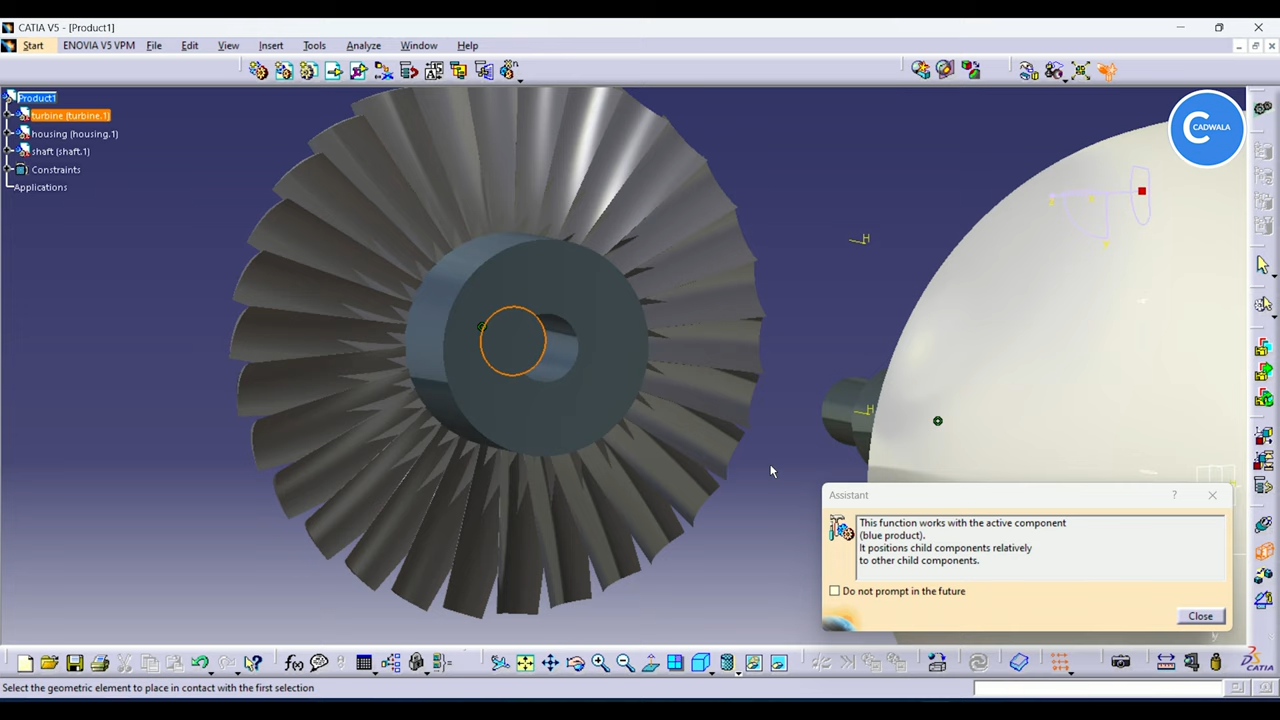 CATIA V5 - [Product1]
Start ENOVIA V5 VPM File Edit View Insert Tools Analyze Window Help
Product1
turbine (turbine.1)
housing (housing.1)
shaft (shaft.1)
Constraints
Applications
C
CADWALA
H
H
Assistant
This function works with the active component
(blue product).
It positions child components relatively
to other child components.
Do not prompt in the future
Close
f(x)
CATIA
Select the geometric element to place in contact with the first selection